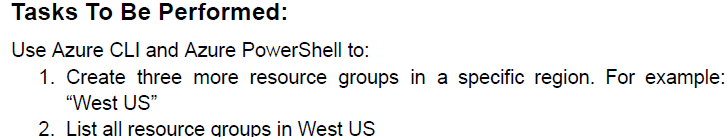 Tasks To Be Performed:
Use Azure CLI and Azure PowerShell to:
1. Create three more resource groups in a specific region. For example:
“West US”
2. List all resource groups in West US